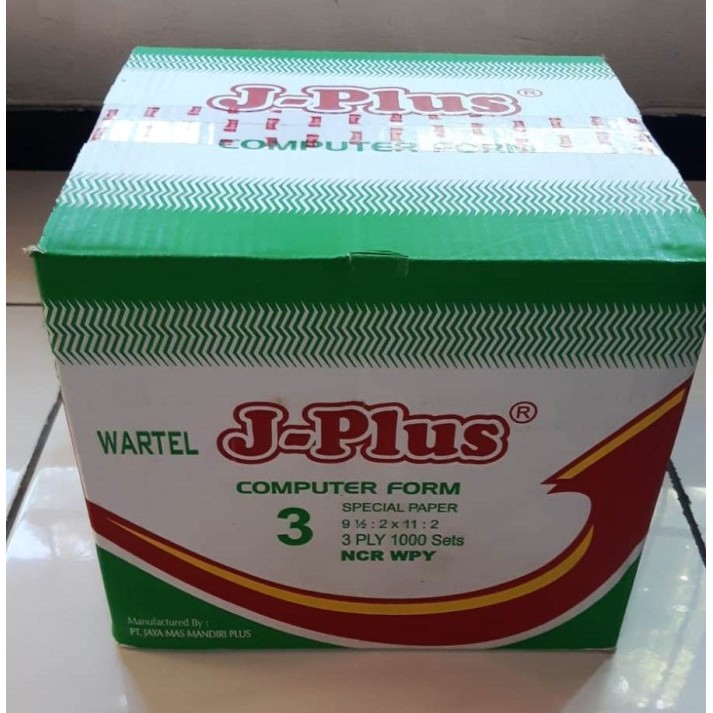 J-Plus®
COMPUTER FORM
WARTEL J-Plus®
COMPUTER FORM
3
SPECIAL PAPER
9 ½ : 2 x 11 : 2
3 PLY 1000 Sets
NCR WPY
Manufactured By :
PT. JAYA MAS MANDIRI PLUS